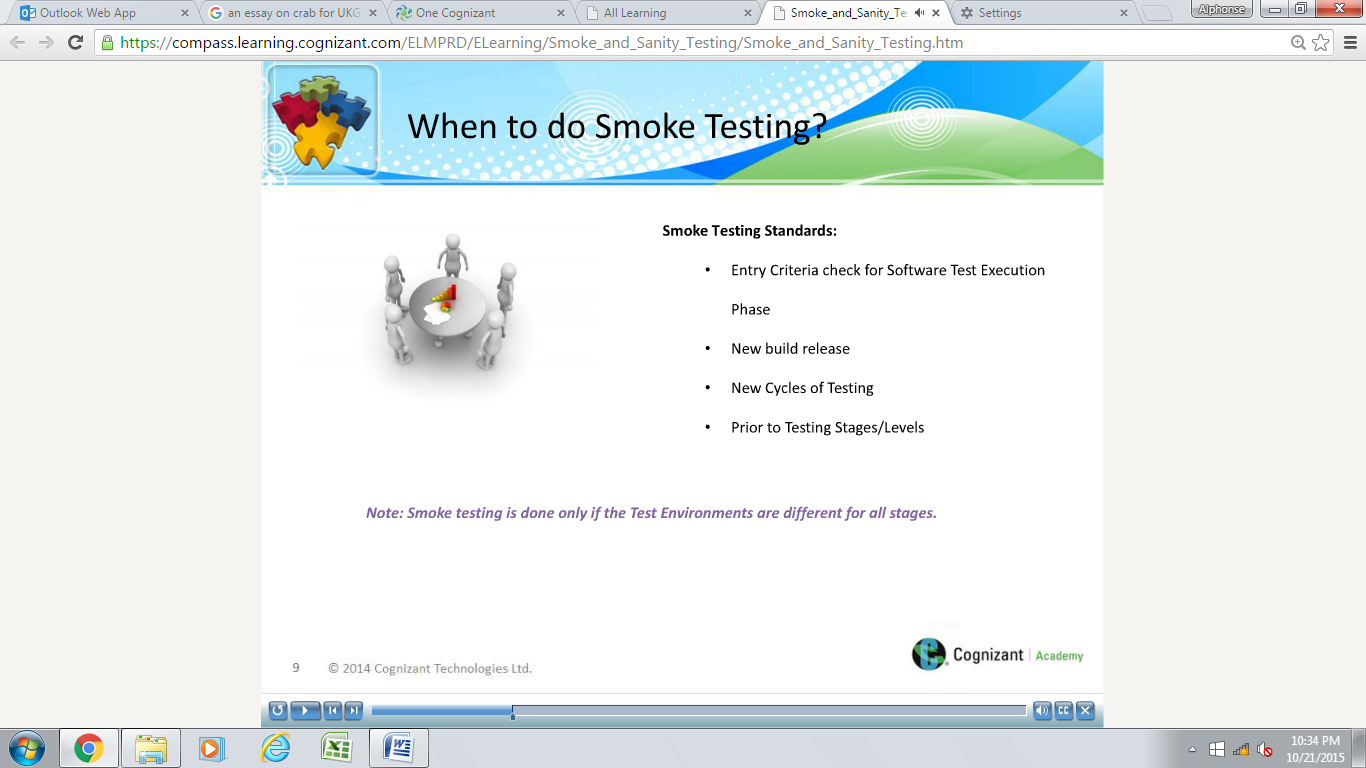 Outlook Web App
an essay on crab for UKG
One Cognizant
All Learning
Smoke_and_Sanity_Te
Settings
Alphonse
https://compass.learning.cognizant.com/ELMPRD/ELearning/Smoke_and_Sanity_Testing/Smoke_and_Sanity_Testing.htm
When to do Smoke Testing?
Smoke Testing Standards:
• Entry Criteria check for Software Test Execution
Phase
• New build release
• New Cycles of Testing
• Prior to Testing Stages/Levels
Note: Smoke testing is done only if the Test Environments are different for all stages.
9 © 2014 Cognizant Technologies Ltd.
Cognizant | Academy
CC
10:34 PM
10/21/2015